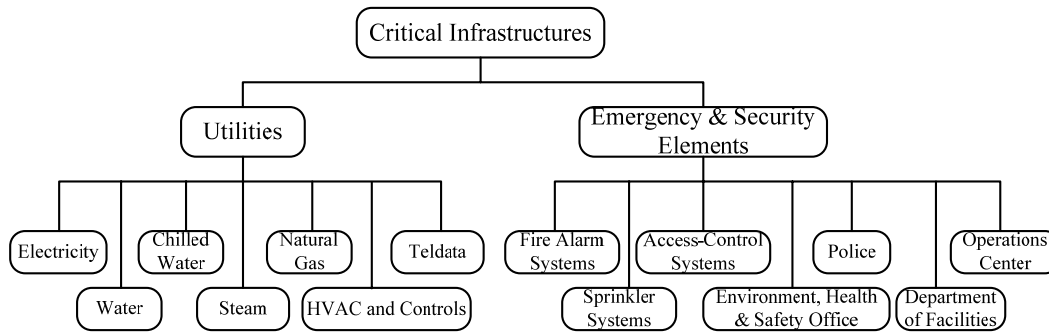 Critical Infrastructures
Utilities
Emergency & Security
Elements
Electricity
Chilled
Water
Natural
Gas
Teldata
Fire Alarm
Systems
Access-Control
Systems
Police
Operations
Center
Water
Steam
HVAC and Controls
Sprinkler
Systems
Environment, Health
& Safety Office
Department
of Facilities